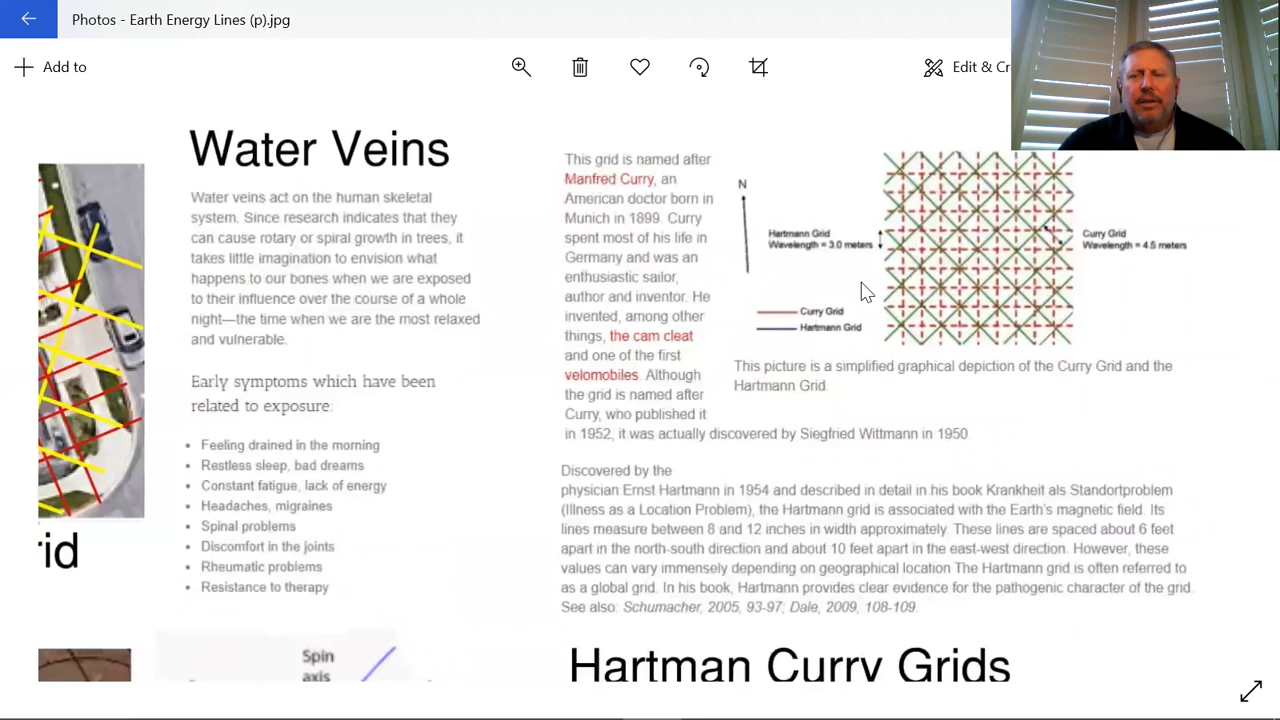 Photos - Earth Energy Lines (p).jpg
Add to
Edit & Cr
Water Veins
Water veins act on the human skeletal
system. Since research indicates that they
can cause rotary or spiral growth in trees, it
takes little imagination to envision what
happens to our bones when we are exposed
to their influence over the course of a whole
night—the time when we are the most relaxed
and vulnerable.
Early symptoms which have been
related to exposure:
• Feeling drained in the morning
• Restless sleep, bad dreams
• Constant fatigue, lack of energy
• Headaches, migraines
• Spinal problems
• Discomfort in the joints
• Rheumatic problems
• Resistance to therapy
rid
Spin
axis
This grid is named after
Manfred Curry, an
American doctor born in
Munich in 1899. Curry
spent most of his life in
Germany and was an
enthusiastic sailor,
author and inventor. He
invented, among other
things, the cam cleat
and one of the first
velomobiles. Although
the grid is named after
Curry, who published it
in 1952, it was actually discovered by Siegfried Wittmann in 1950.
N
Hartmann Grid
Wavelength = 3.0 meters
Curry Grid
Wavelength = 4.5 meters
Curry Grid
Hartmann Grid
This picture is a simplified graphical depiction of the Curry Grid and the
Hartmann Grid.
Discovered by the
physician Ernst Hartmann in 1954 and described in detail in his book Krankheit als Standortproblem
(Illness as a Location Problem), the Hartmann grid is associated with the Earth's magnetic field. Its
lines measure between 8 and 12 inches in width approximately. These lines are spaced about 6 feet
apart in the north-south direction and about 10 feet apart in the east-west direction. However, these
values can vary immensely depending on geographical location The Hartmann grid is often referred to
as a global grid. In his book, Hartmann provides clear evidence for the pathogenic character of the grid.
See also: Schumacher, 2005, 93-97; Dale, 2009, 108-109.
Hartman Curry Grids